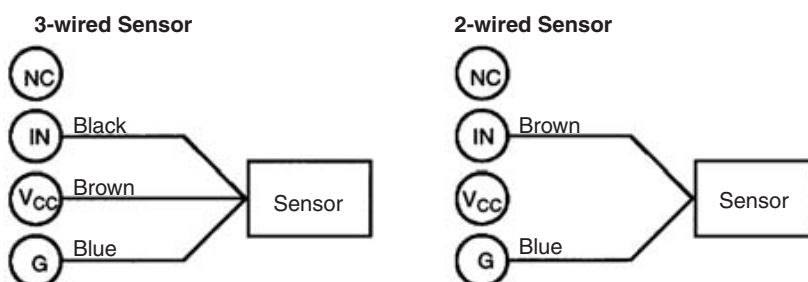 3-wired Sensor
NC
IN Black
VCC Brown
G Blue
Sensor
2-wired Sensor
NC
IN Brown
VCC
G Blue
Sensor